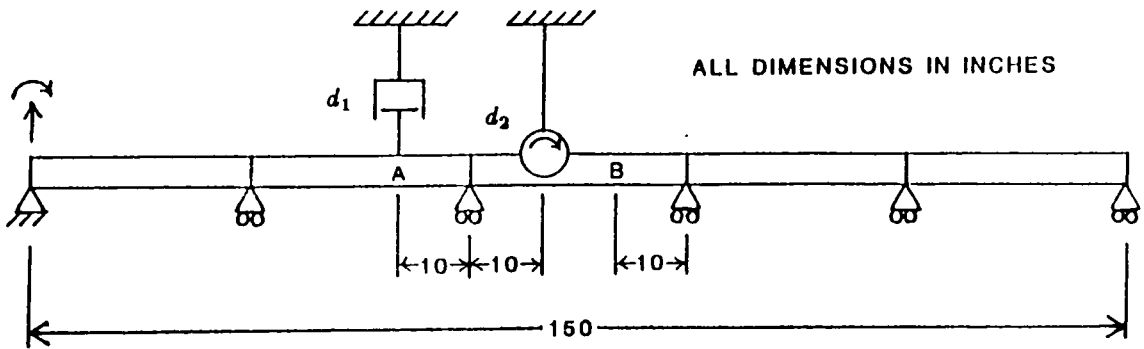 ALL DIMENSIONS IN INCHES
d₁
d₂
A
B
10
10
10
150